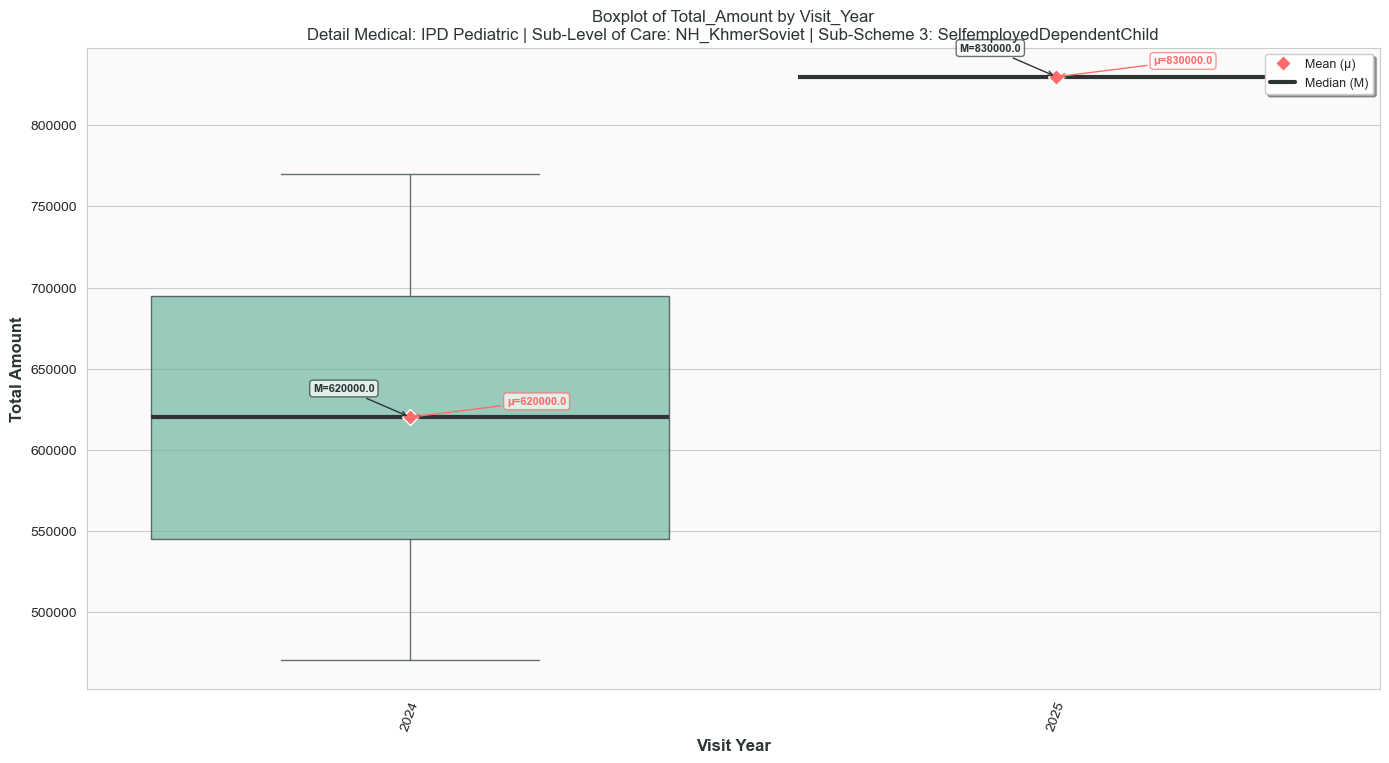 Boxplot of Total_Amount by Visit_Year
Detail Medical: IPD Pediatric | Sub-Level of Care: NH_KhmerSoviet | Sub-Scheme 3: SelfemployedDependentChild
M=830000.0
μ=830000.0
Mean (μ)
Median (M)
800000
750000
700000
650000
600000
550000
500000
M=620000.0
μ=620000.0
Total Amount
2024
2025
Visit Year